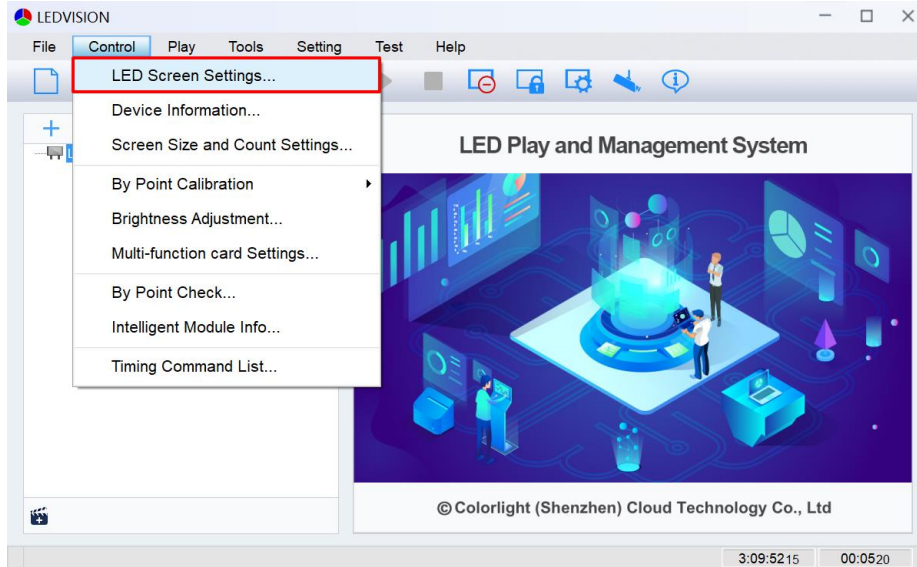 LEDVISION
File Control Play Tools Setting Test Help
LED Screen Settings...
Device Information...
Screen Size and Count Settings...
By Point Calibration
Brightness Adjustment...
Multi-function card Settings...
By Point Check...
Intelligent Module Info...
Timing Command List...
LED Play and Management System
© Colorlight (Shenzhen) Cloud Technology Co., Ltd
3:09:5215 00:0520